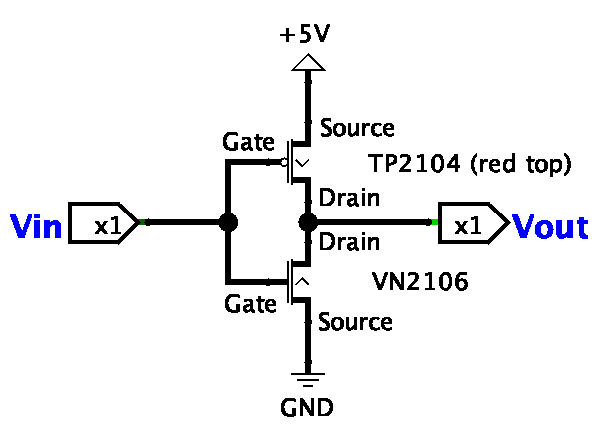 +5V
Source
Gate
TP2104 (red top)
Drain
Vin
x1
x1
Vout
Drain
VN2106
Gate
Source
GND